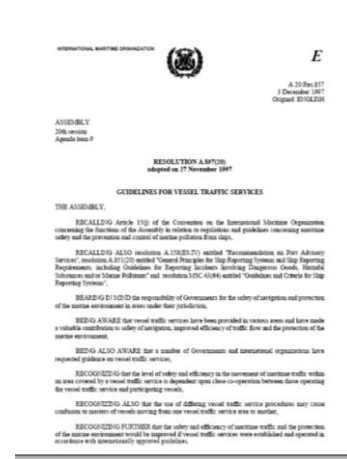 INTERNATIONAL MARITIME ORGANIZATION
E
A 20/Res.857
3 December 1997
Original: ENGLISH
ASSEMBLY
20th session
Agenda item 9
RESOLUTION A.857(20)
adopted on 27 November 1997
GUIDELINES FOR VESSEL TRAFFIC SERVICES
THE ASSEMBLY,
RECALLING Article 15(j) of the Convention on the International Maritime Organization
concerning the functions of the Assembly in relation to regulations and guidelines concerning maritime
safety and the prevention and control of marine pollution from ships,
RECALLING ALSO resolution A.158(ES.IV) entitled "Recommendation on Port Advisory
Services", resolution A.851(20) entitled "General Principles for Ship Reporting Systems and Ship Reporting
Requirements, including Guidelines for Reporting Incidents Involving Dangerous Goods, Harmful
Substances and/or Marine Pollutants" and resolution MSC.43(64) entitled "Guidelines and Criteria for Ship
Reporting Systems",
BEARING IN MIND the responsibility of Governments for the safety of navigation and protection
of the marine environment in areas under their jurisdiction,
BEING AWARE that vessel traffic services have been provided in various areas and have made
a valuable contribution to safety of navigation, improved efficiency of traffic flow and the protection of the
marine environment,
BEING ALSO AWARE that a number of Governments and international organizations have
requested guidance on vessel traffic services,
RECOGNIZING that the level of safety and efficiency in the movement of maritime traffic within
an area covered by a vessel traffic service is dependent upon close co-operation between those operating
the vessel traffic service and participating vessels,
RECOGNIZING ALSO that the use of differing vessel traffic service procedures may cause
confusion to masters of vessels moving from one vessel traffic service area to another,
RECOGNIZING FURTHER that the safety and efficiency of maritime traffic and the protection
of the marine environment would be improved if vessel traffic services were established and operated in
accordance with internationally approved guidelines,